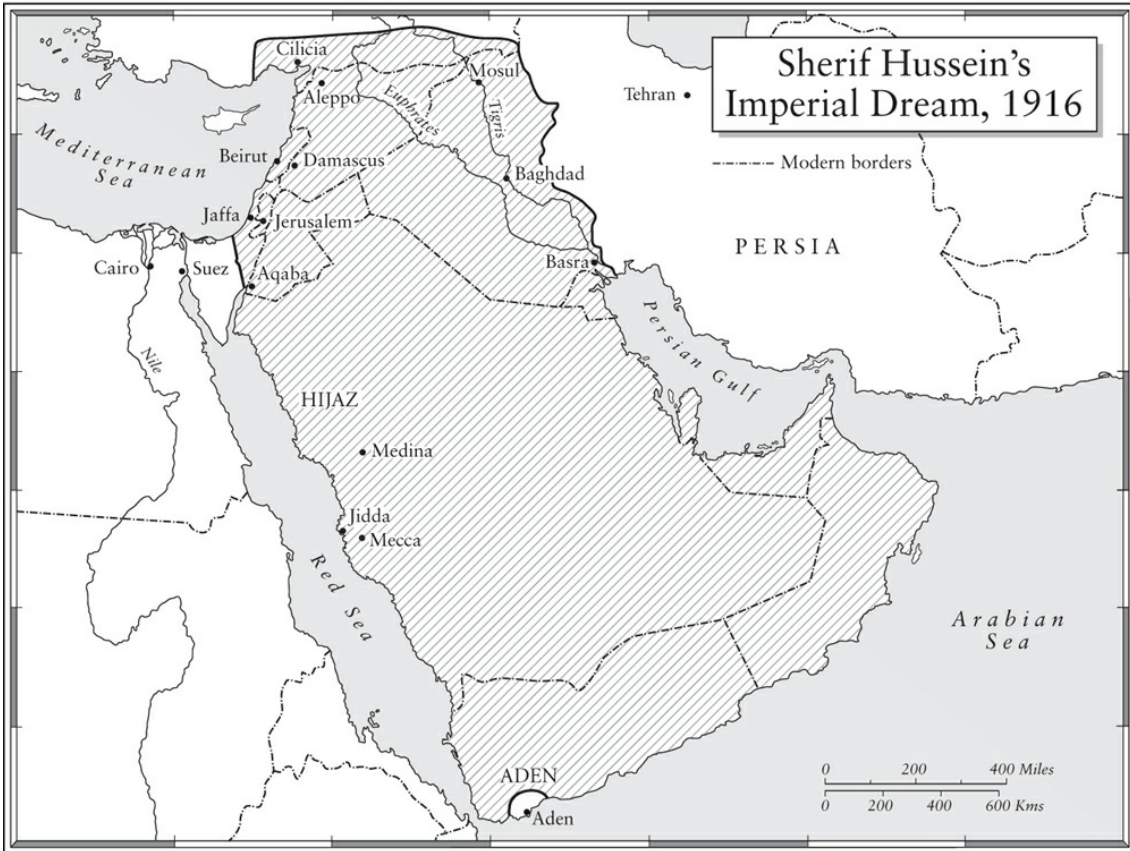 Sherif Hussein's
Imperial Dream, 1916
Modern borders
Cilicia
Mosul
Aleppo
Tehran
Euphrates
Tigris
Mediterranean
Sea
Beirut
Damascus
Baghdad
Jaffa
Jerusalem
PERSIA
Cairo
Suez
Aqaba
Basra
Nile
Persian Gulf
HIJAZ
Medina
Jidda
Mecca
Red Sea
Arabian
Sea
ADEN
Aden
0 200 400 Miles
0 200 400 600 Kms